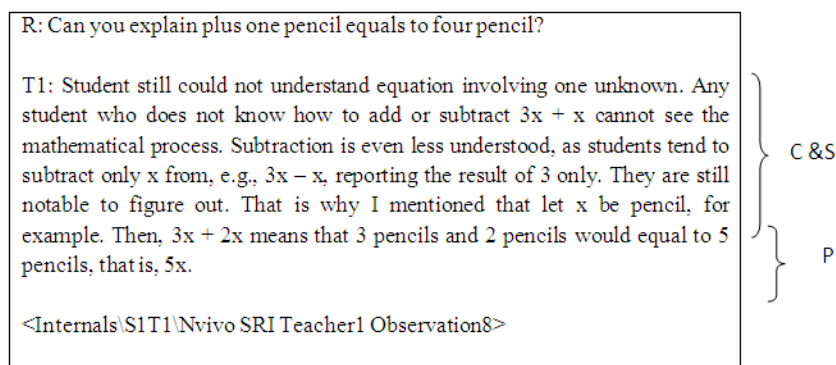 R: Can you explain plus one pencil equals to four pencil?
T1: Student still could not understand equation involving one unknown. Any
student who does not know how to add or subtract 3x + x cannot see the
mathematical process. Subtraction is even less understood, as students tend to
subtract only x from, e.g., 3x – x, reporting the result of 3 only. They are still
notable to figure out. That is why I mentioned that let x be pencil, for
example. Then, 3x + 2x means that 3 pencils and 2 pencils would equal to 5
pencils, that is, 5x.
<Internals\S1T1\Nvivo SRI Teacher1 Observation8>
C &S
P